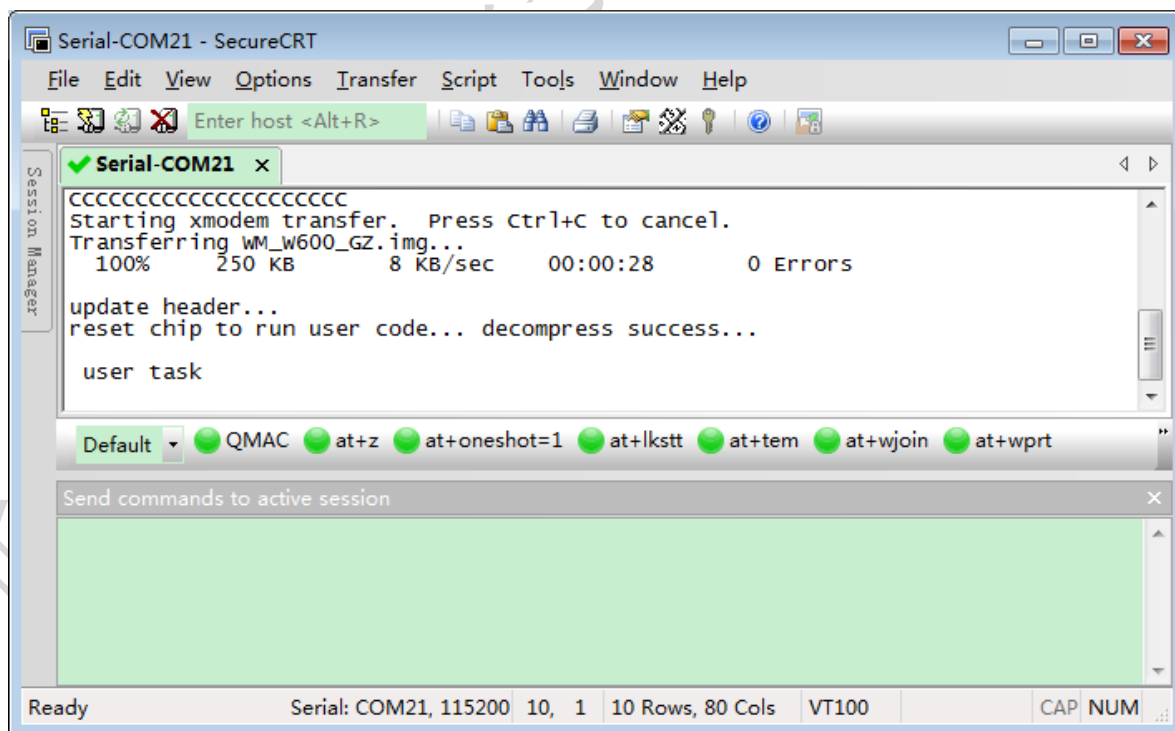 Serial-COM21 - SecureCRT
File Edit View Options Transfer Script Tools Window Help
Enter host <Alt+R>
Session Manager
Serial-COM21 x
CCCCCCCCCCCCCCCCCCCCCC
Starting xmodem transfer.  Press Ctrl+C to cancel.
Transferring WM_W600_GZ.img...
100% 250 KB 8 KB/sec 00:00:28 0 Errors
update header...
reset chip to run user code... decompress success...
user task
Default QMAC at+z at+oneshot=1 at+lkstt at+tem at+wjoin at+wprt
Send commands to active session
Ready Serial: COM21, 115200 10, 1 10 Rows, 80 Cols VT100 CAP NUM